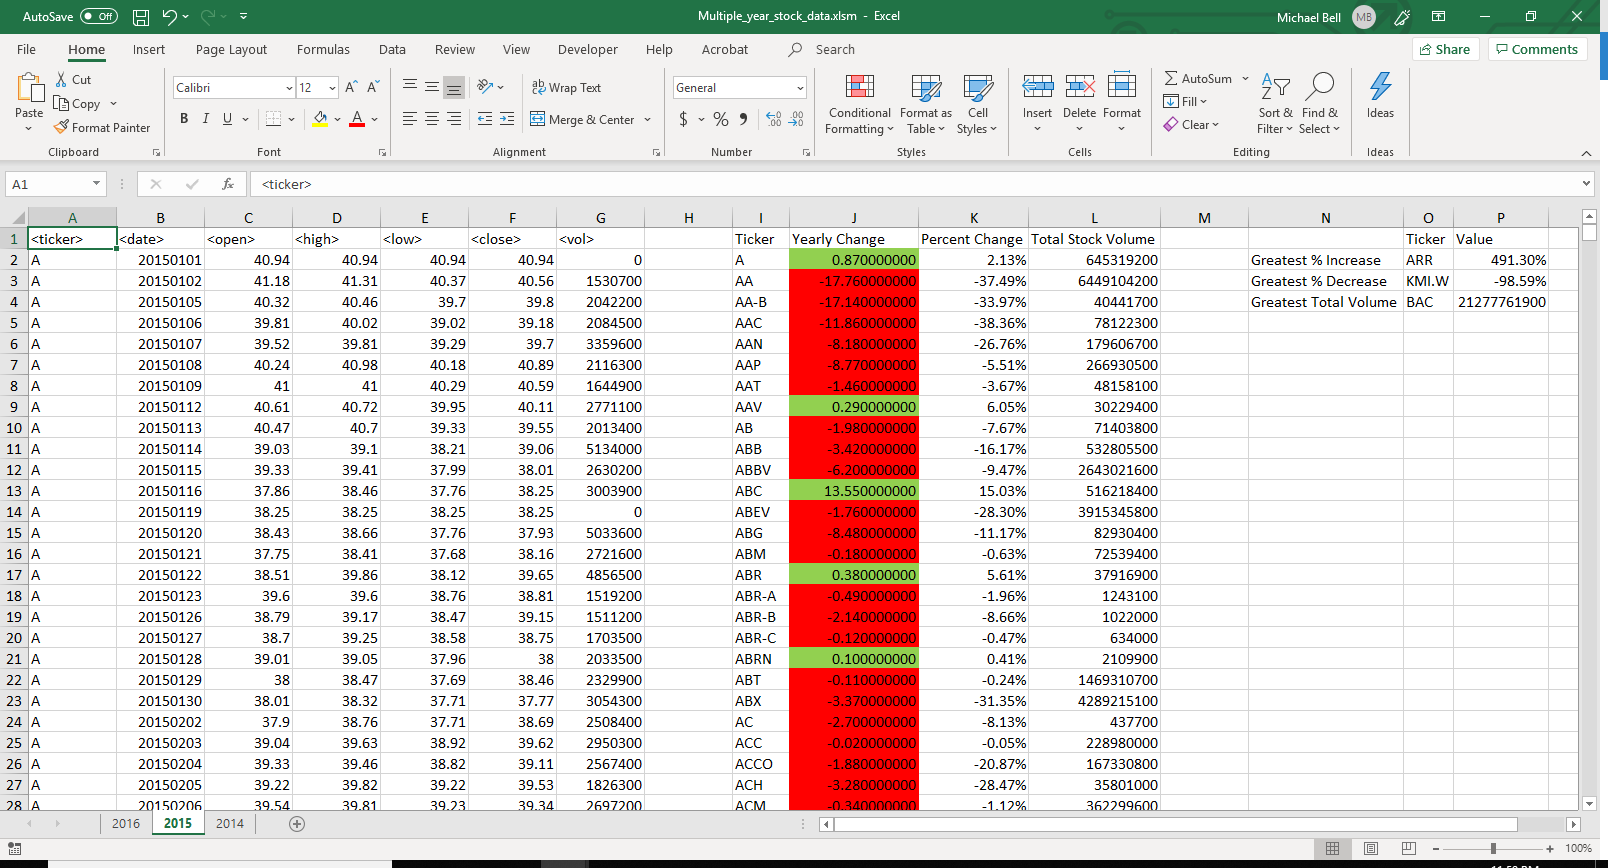 AutoSave Off Multiple_year_stock_data.xlsm - Excel Michael Bell MB
File Home Insert Page Layout Formulas Data Review View Developer Help Acrobat Search Share Comments
Paste
Cut
Copy
Format Painter
Clipboard
Calibri 12
B I U A
Font
Wrap Text
Merge & Center
Alignment
General
$ % 9
Number
Conditional Formatting
Format as Table
Cell Styles
Styles
Insert Delete Format
Cells
AutoSum
Fill
Clear
Sort & Filter
Find & Select
Editing
Ideas
Ideas
A1 fx <ticker>
A B C D E F G H I J K L M N O P
1 <ticker> <date> <open> <high> <low> <close> <vol> Ticker Yearly Change Percent Change Total Stock Volume Ticker Value
2 A 20150101 40.94 40.94 40.94 40.94 0 A 0.870000000 2.13% 645319200 Greatest % Increase ARR 491.30%
3 A 20150102 41.18 41.31 40.37 40.56 1530700 AA -17.760000000 -37.49% 6449104200 Greatest % Decrease KMI.W -98.59%
4 A 20150105 40.32 40.46 39.7 39.8 2042200 AA-B -17.140000000 -33.97% 40441700 Greatest Total Volume BAC 21277761900
5 A 20150106 39.81 40.02 39.02 39.18 2084500 AAC -11.860000000 -38.36% 78122300
6 A 20150107 39.52 39.81 39.29 39.7 3359600 AAN -8.180000000 -26.76% 179606700
7 A 20150108 40.24 40.98 40.18 40.89 2116300 AAP -8.770000000 -5.51% 266930500
8 A 20150109 41 41 40.29 40.59 1644900 AAT -1.460000000 -3.67% 48158100
9 A 20150112 40.61 40.72 39.95 40.11 2771100 AAV 0.290000000 6.05% 30229400
10 A 20150113 40.47 40.7 39.33 39.55 2013400 AB -1.980000000 -7.67% 71403800
11 A 20150114 39.03 39.1 38.21 39.06 5134000 ABB -3.420000000 -16.17% 532805500
12 A 20150115 39.33 39.41 37.99 38.01 2630200 ABBV -6.200000000 -9.47% 2643021600
13 A 20150116 37.86 38.46 37.76 38.25 3003900 ABC 13.550000000 15.03% 516218400
14 A 20150119 38.25 38.25 38.25 38.25 0 ABEV -1.760000000 -28.30% 3915345800
15 A 20150120 38.43 38.66 37.76 37.93 5033600 ABG -8.480000000 -11.17% 82930400
16 A 20150121 37.75 38.41 37.68 38.16 2721600 ABM -0.180000000 -0.63% 72539400
17 A 20150122 38.51 39.86 38.12 39.65 4856500 ABR 0.380000000 5.61% 37916900
18 A 20150123 39.6 39.6 38.76 38.81 1519200 ABR-A -0.490000000 -1.96% 1243100
19 A 20150126 38.79 39.17 38.47 39.15 1511200 ABR-B -2.140000000 -8.66% 1022000
20 A 20150127 38.7 39.25 38.58 38.75 1703500 ABR-C -0.120000000 -0.47% 634000
21 A 20150128 39.01 39.05 37.96 38 2033500 ABRN 0.100000000 0.41% 2109900
22 A 20150129 38 38.47 37.69 38.46 2329900 ABT -0.110000000 -0.24% 1469310700
23 A 20150130 38.01 38.32 37.71 37.77 3054300 ABX -3.370000000 -31.35% 4289215100
24 A 20150202 37.9 38.76 37.71 38.69 2508400 AC -2.700000000 -8.13% 437700
25 A 20150203 39.04 39.63 38.92 39.62 2950300 ACC -0.020000000 -0.05% 228980000
26 A 20150204 39.33 39.46 38.82 39.11 2567400 ACCO -1.880000000 -20.87% 167330800
27 A 20150205 39.22 39.82 39.22 39.53 1826300 ACH -3.280000000 -28.47% 35801000
28 A 20150206 39.54 39.81 39.23 39.34 2697200 ACM -0.340000000 -1.12% 362299600
2016 2015 2014
100%